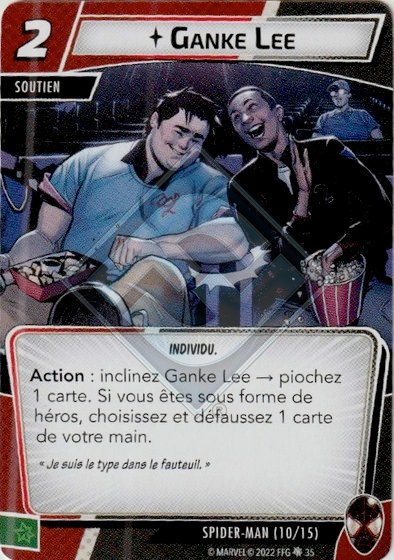 2
GANKE LEE
SOUTIEN
INDIVIDU.
Action : inclinez Ganke Lee → piochez
1 carte. Si vous êtes sous forme de
héros, choisissez et défaussez 1 carte
de votre main.
« Je suis le type dans le fauteuil. »
SPIDER-MAN (10/15)
© MARVEL © 2022 FFG 35